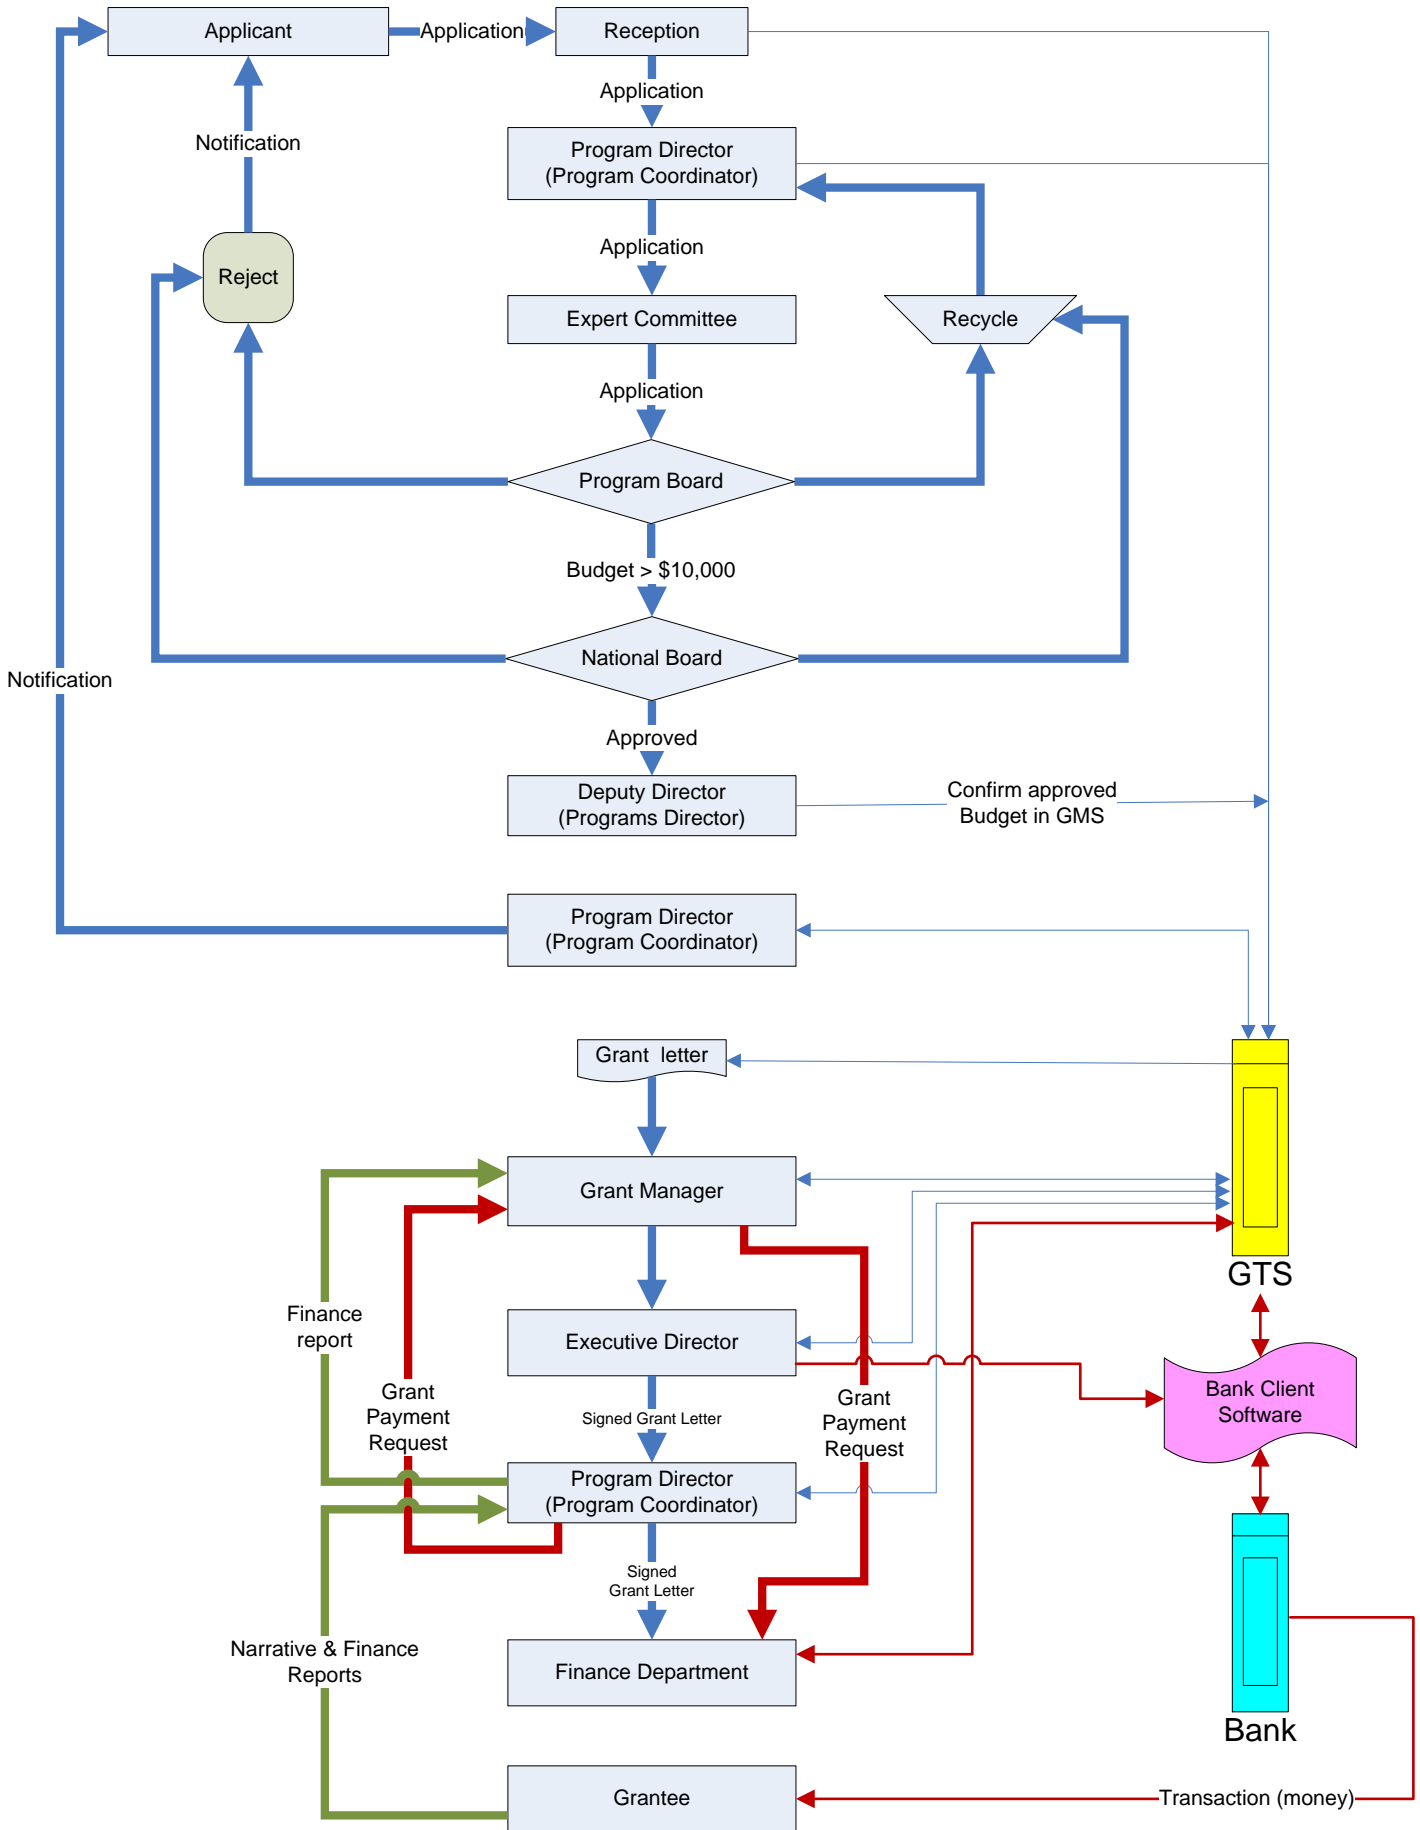 Applicant
Application
Reception
Application
Notification
Program Director
(Program Coordinator)
Application
Reject
Expert Committee
Recycle
Application
Program Board
Budget > $10,000
National Board
Notification
Approved
Deputy Director
(Programs Director)
Confirm approved
Budget in GMS
Program Director
(Program Coordinator)
Grant letter
Grant Manager
GTS
Finance
report
Executive Director
Bank Client
Software
Grant
Payment
Request
Grant
Payment
Request
Signed Grant Letter
Program Director
(Program Coordinator)
Signed
Grant Letter
Narrative & Finance
Reports
Finance Department
Bank
Grantee
Transaction (money)